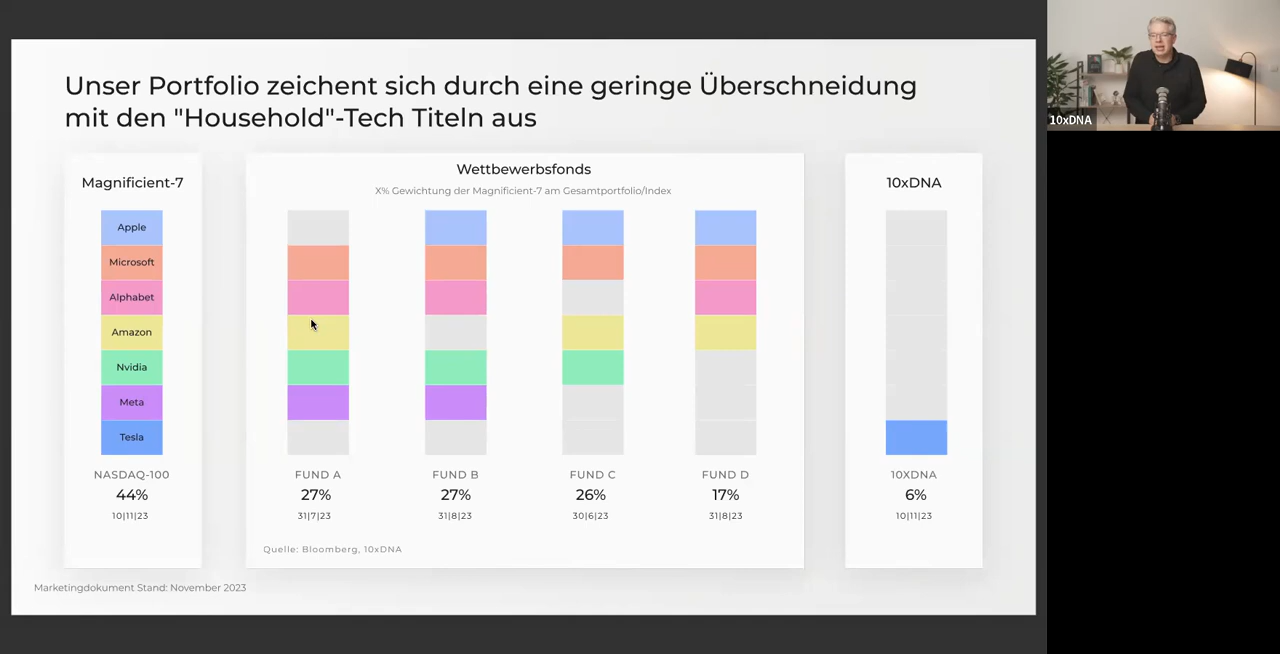 Unser Portfolio zeichent sich durch eine geringe Überschneidung
mit den "Household"-Tech Titeln aus
10xDNA
Magnificient-7
Apple
Microsoft
Alphabet
Amazon
Nvidia
Meta
Tesla
NASDAQ-100
44%
10|11|23
Wettbewerbsfonds
X% Gewichtung der Magnificient-7 am Gesamtportfolio/Index
FUND A
27%
31|7|23
FUND B
27%
31|8|23
FUND C
26%
30|6|23
FUND D
17%
31|8|23
Quelle: Bloomberg, 10xDNA
10xDNA
10XDNA
6%
10|11|23
Marketingdokument Stand: November 2023